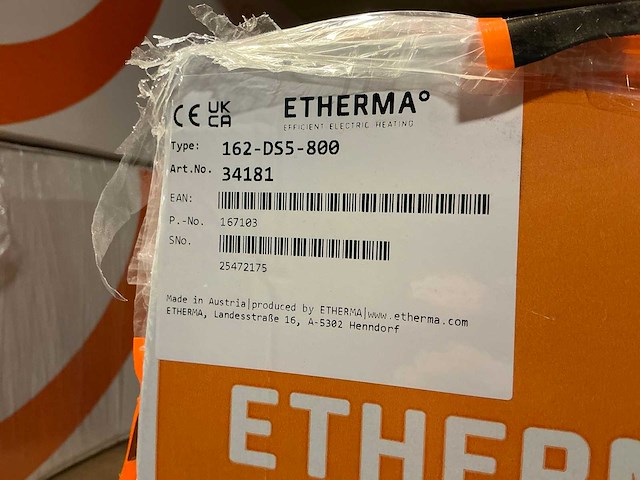 CE UK
CA
ETHERMA°
EFFICIENT ELECTRIC HEATING
Type: 162-DS5-800
Art.No. 34181
EAN:
P.-No. 167103
SNo.
25472175
Made in Austria|produced by ETHERMA|www.etherma.com
ETHERMA, Landesstraße 16, A-5302 Henndorf
ETHER